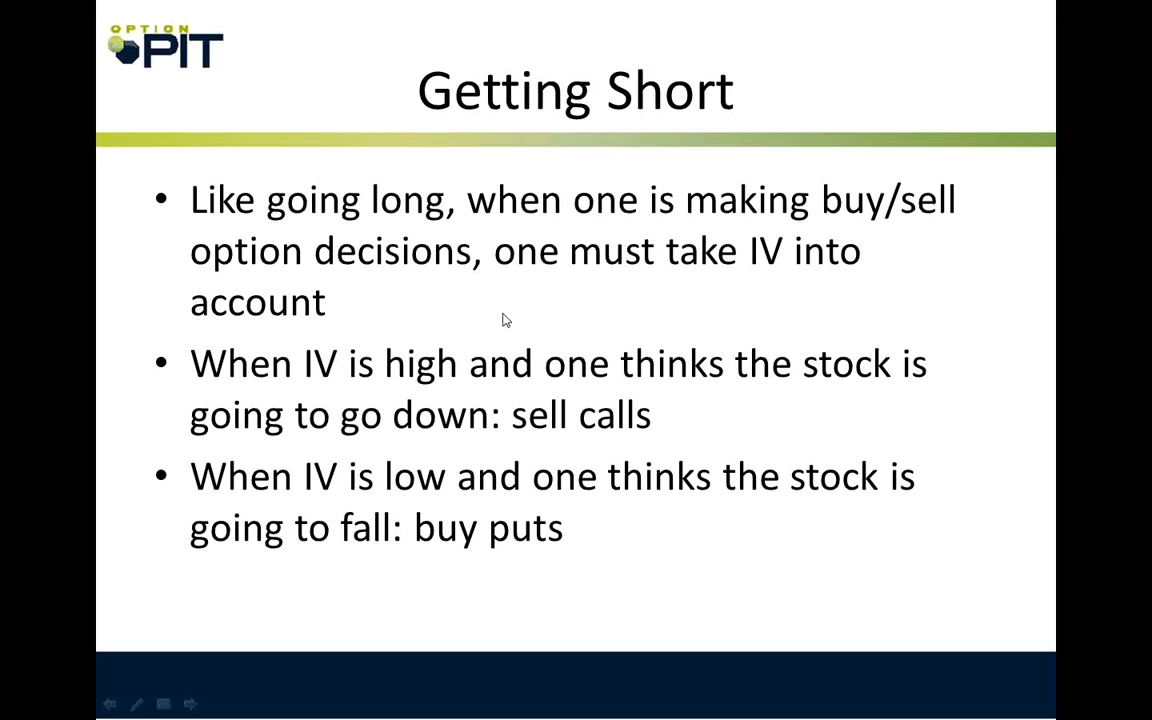 OPTION
PIT
Getting Short
• Like going long, when one is making buy/sell
option decisions, one must take IV into
account
• When IV is high and one thinks the stock is
going to go down: sell calls
• When IV is low and one thinks the stock is
going to fall: buy puts